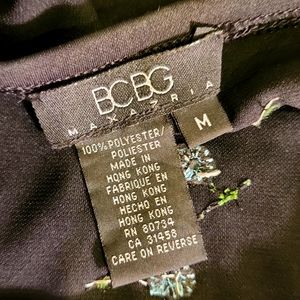 BCBG
MAXAZRIA
M
100% POLYESTER/
POLIESTER
MADE IN
HONG KONG
FABRIQUE EN
HONG KONG
HECHO EN
HONG KONG
RN 80734
CA 31458
CARE ON REVERSE